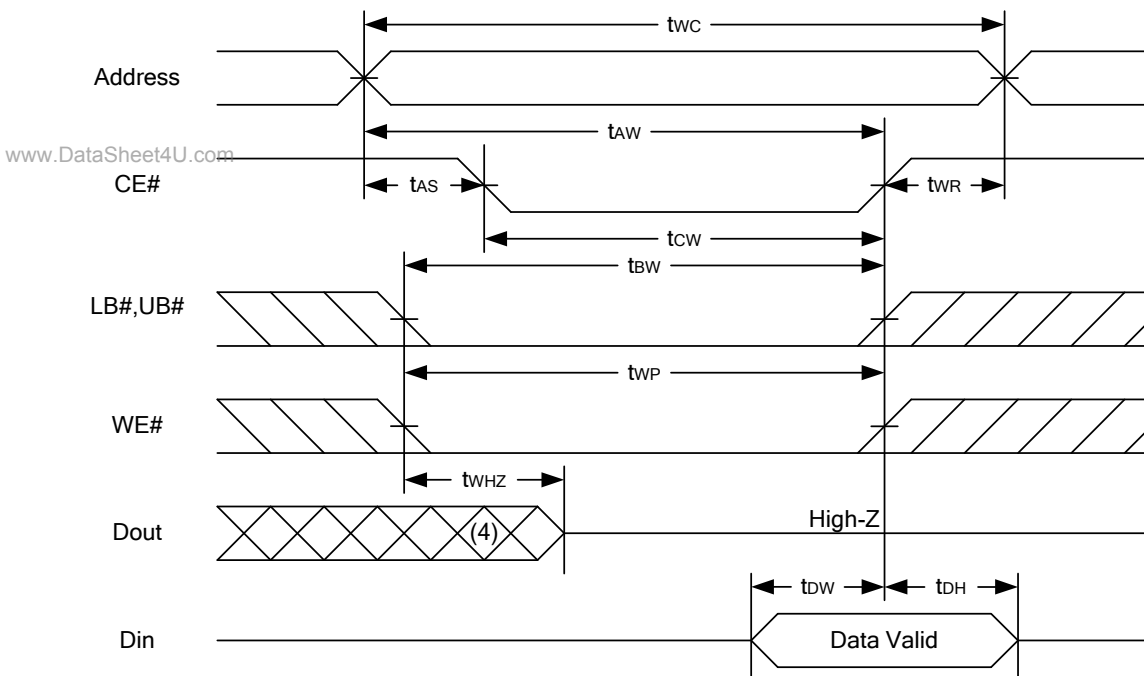 tWC
Address
tAW
www.DataSheet4U.com
CE#
tAS
tWR
tCW
tBW
LB#,UB#
tWP
WE#
tWHZ
Dout
(4)
High-Z
tDW
tDH
Din
Data Valid